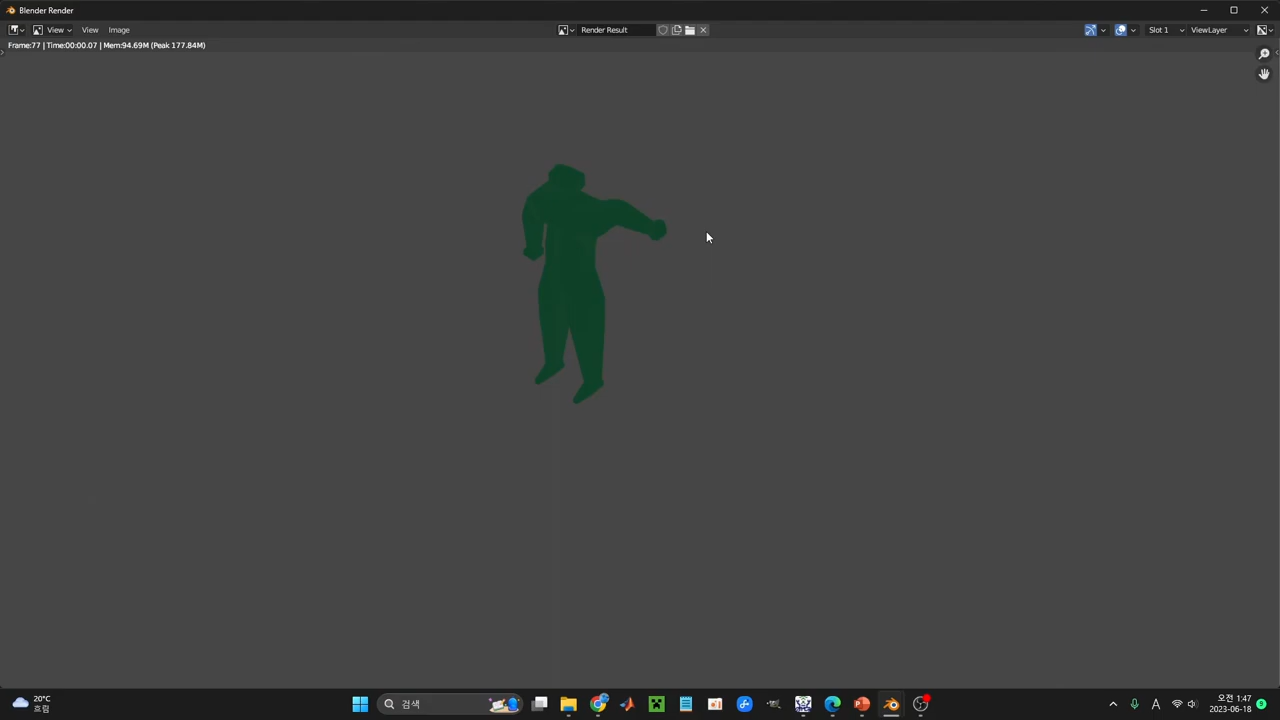 Blender Render
View
View
Image
Render Result
Slot 1
ViewLayer
Frame:77 | Time:00:00.07 | Mem:94.69M (Peak 177.84M)
20°C
흐림
검색
A
오전 1:47
2023-06-18
9